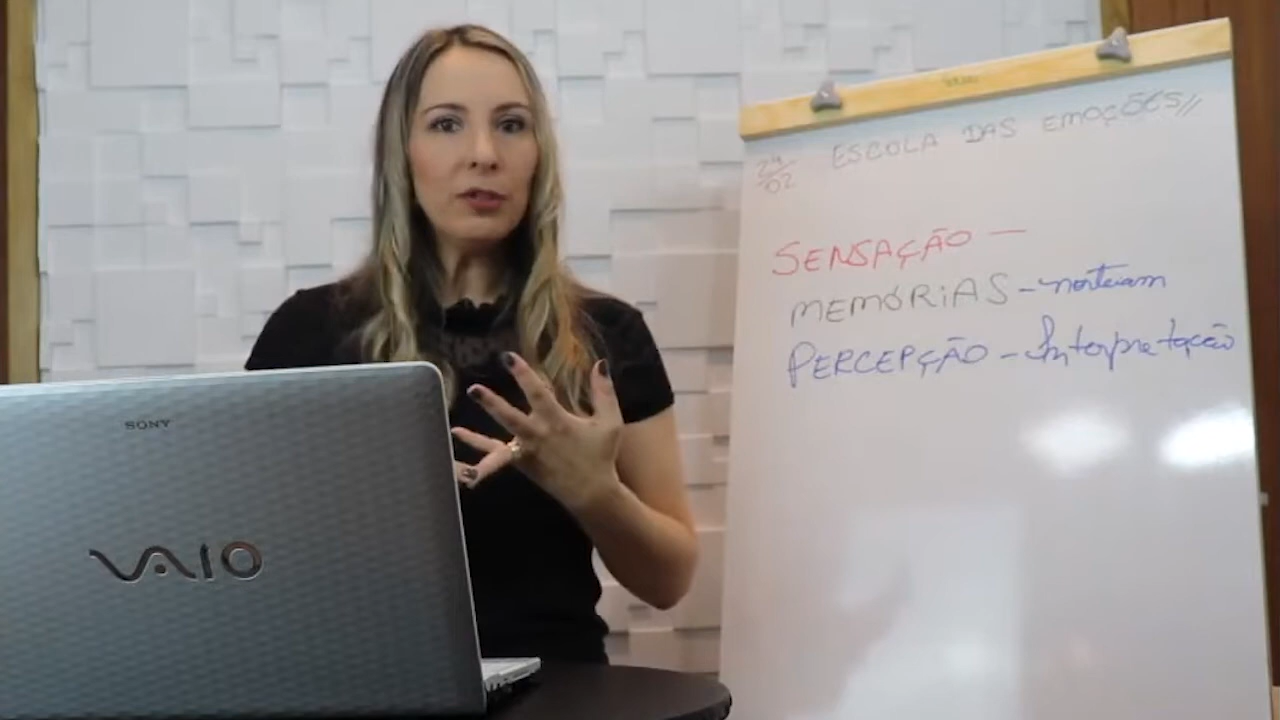 24/02 ESCOLA DAS EMOÇÕES//
SENSAÇÃO —
MEMÓRIAS - norteiam
PERCEPÇÃO - Interpretação
SONY
VAIO